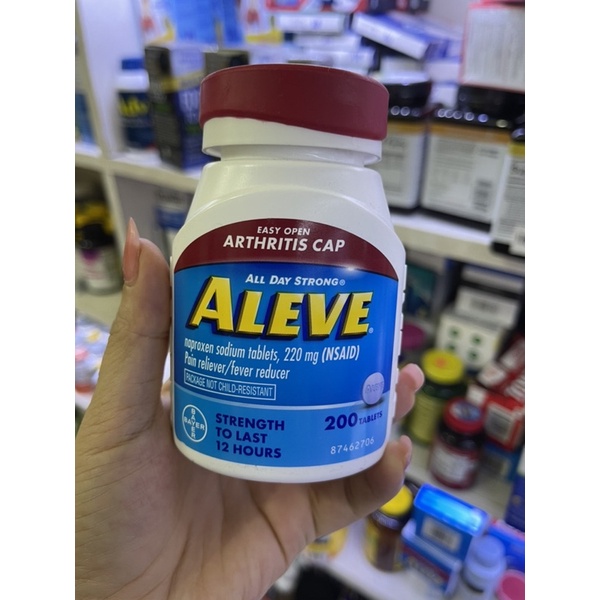 EASY OPEN
ARTHRITIS CAP
ALL DAY STRONG®
ALEVE®
naproxen sodium tablets, 220 mg (NSAID)
Pain reliever/fever reducer
PACKAGE NOT CHILD-RESISTANT
BAYER
BAYER
STRENGTH
TO LAST
12 HOURS
200 TABLETS
87462706